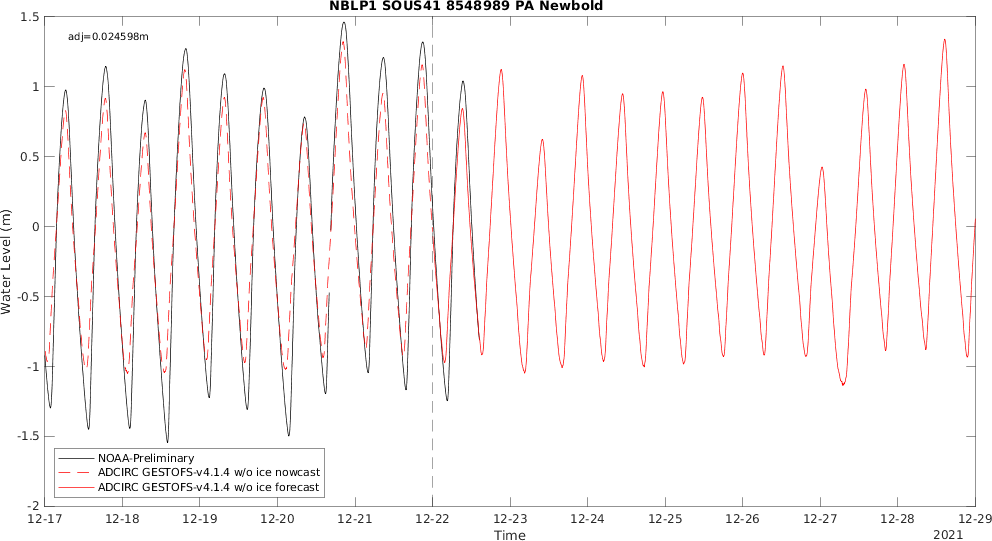 NBLP1 SOUS41 8548989 PA Newbold
adj=0.024598m
Water Level (m)
1.5
1
0.5
0
-0.5
-1
-1.5
-2
NOAA-Preliminary
ADCIRC GESTOFS-v4.1.4 w/o ice nowcast
ADCIRC GESTOFS-v4.1.4 w/o ice forecast
12-17 12-18 12-19 12-20 12-21 12-22 12-23 12-24 12-25 12-26 12-27 12-28 12-29
Time
2021